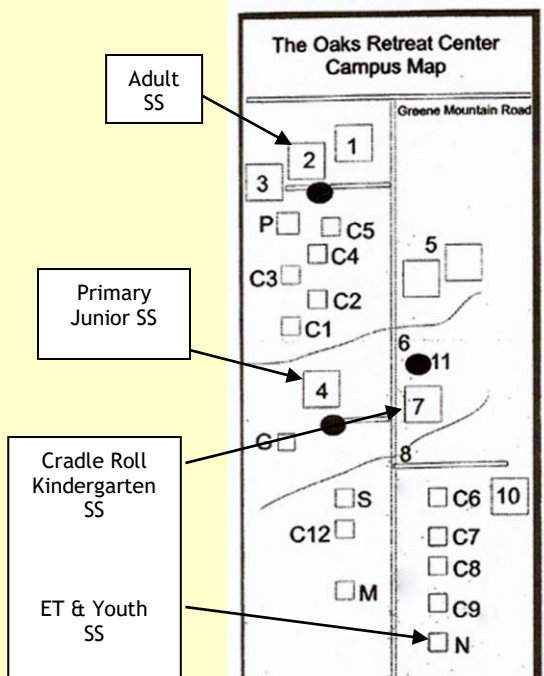 The Oaks Retreat Center
Campus Map
Greene Mountain Road
Adult
SS
1
2
3
P
C5
C4
5
C3
C2
C1
Primary
Junior SS
6
11
4
7
G
8
Cradle Roll
Kindergarten
SS
S
C6
10
C12
C7
C8
M
C9
ET & Youth
SS
N